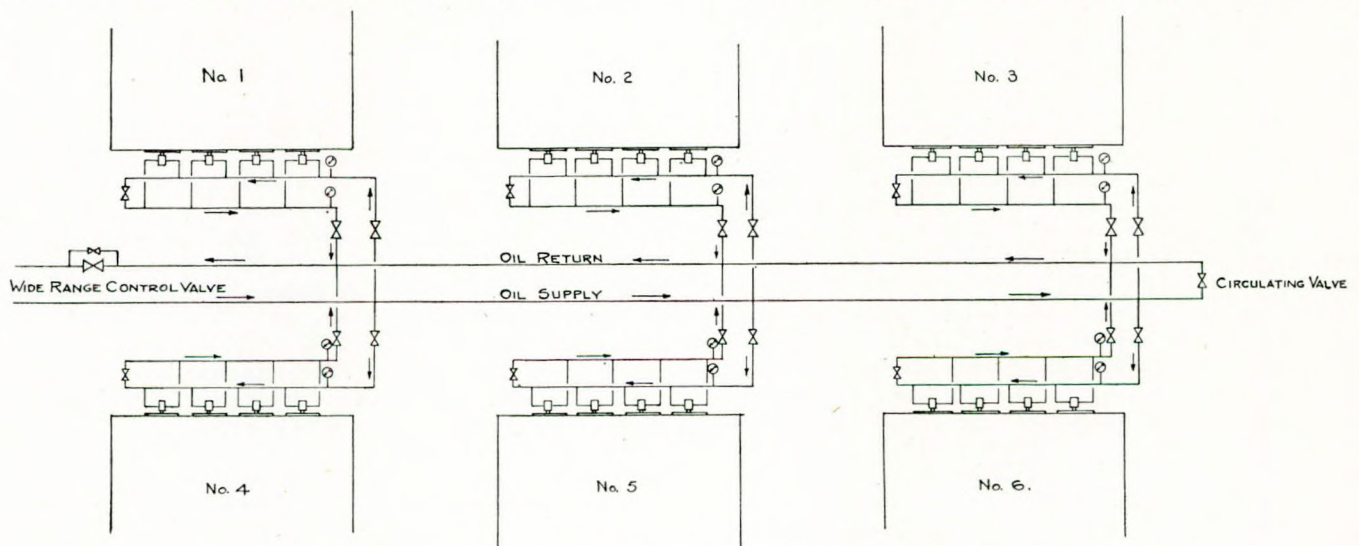 No. 1
No. 2
No. 3
OIL RETURN
WIDE RANGE CONTROL VALVE
OIL SUPPLY
CIRCULATING VALVE
No. 4
No. 5
No. 6.